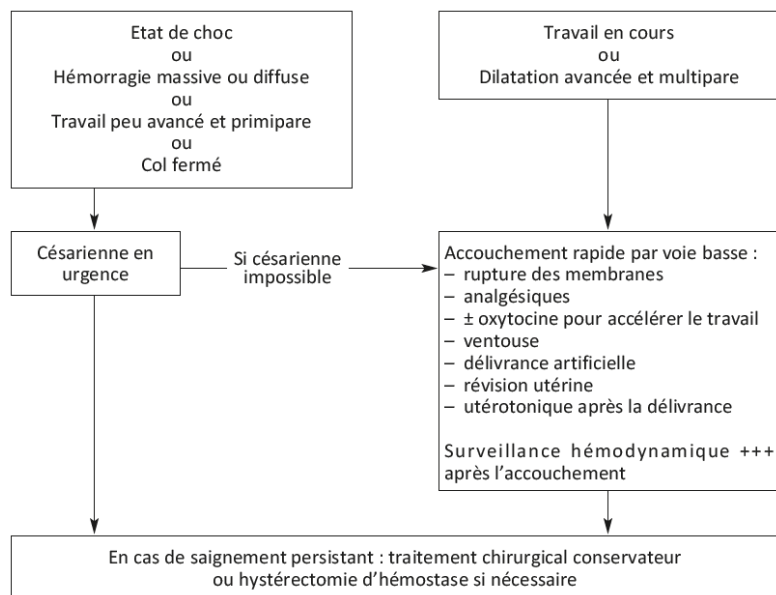 Etat de choc
ou
Hémorragie massive ou diffuse
ou
Travail peu avancé et primipare
ou
Col fermé
Travail en cours
ou
Dilatation avancée et multipare
Césarienne en
urgence
Si césarienne
impossible
Accouchement rapide par voie basse :
– rupture des membranes
– analgésiques
– ± oxytocine pour accélérer le travail
– ventouse
– délivrance artificielle
– révision utérine
– utérotonique après la délivrance
Surveillance hémodynamique +++
après l’accouchement
En cas de saignement persistant : traitement chirurgical conservateur
ou hystérectomie d’hémostase si nécessaire